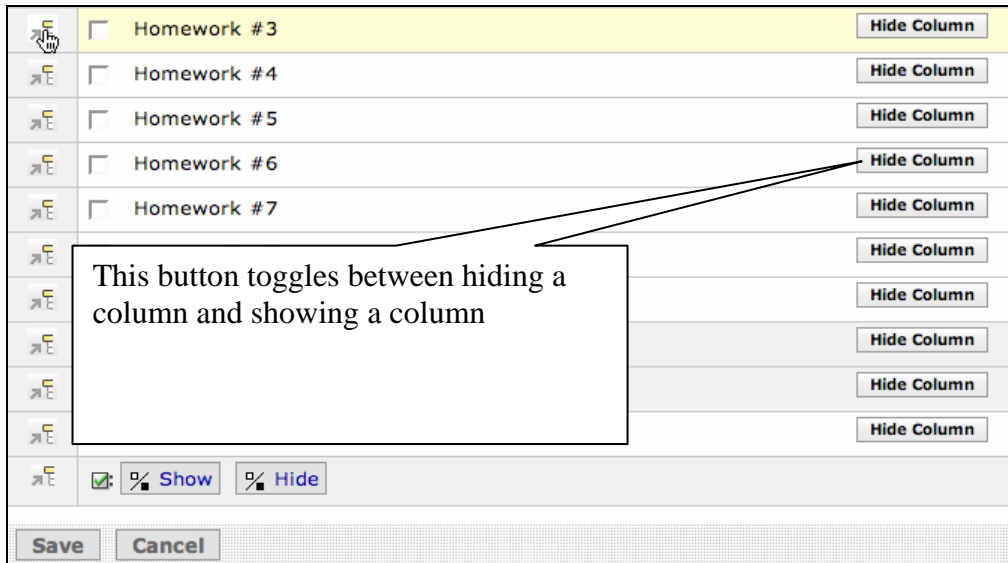 Homework #3 Hide Column
Homework #4 Hide Column
Homework #5 Hide Column
Homework #6 Hide Column
Homework #7 Hide Column
Hide Column
This button toggles between hiding a
column and showing a column
Hide Column
Hide Column
Hide Column
Hide Column
Show Hide
Save Cancel